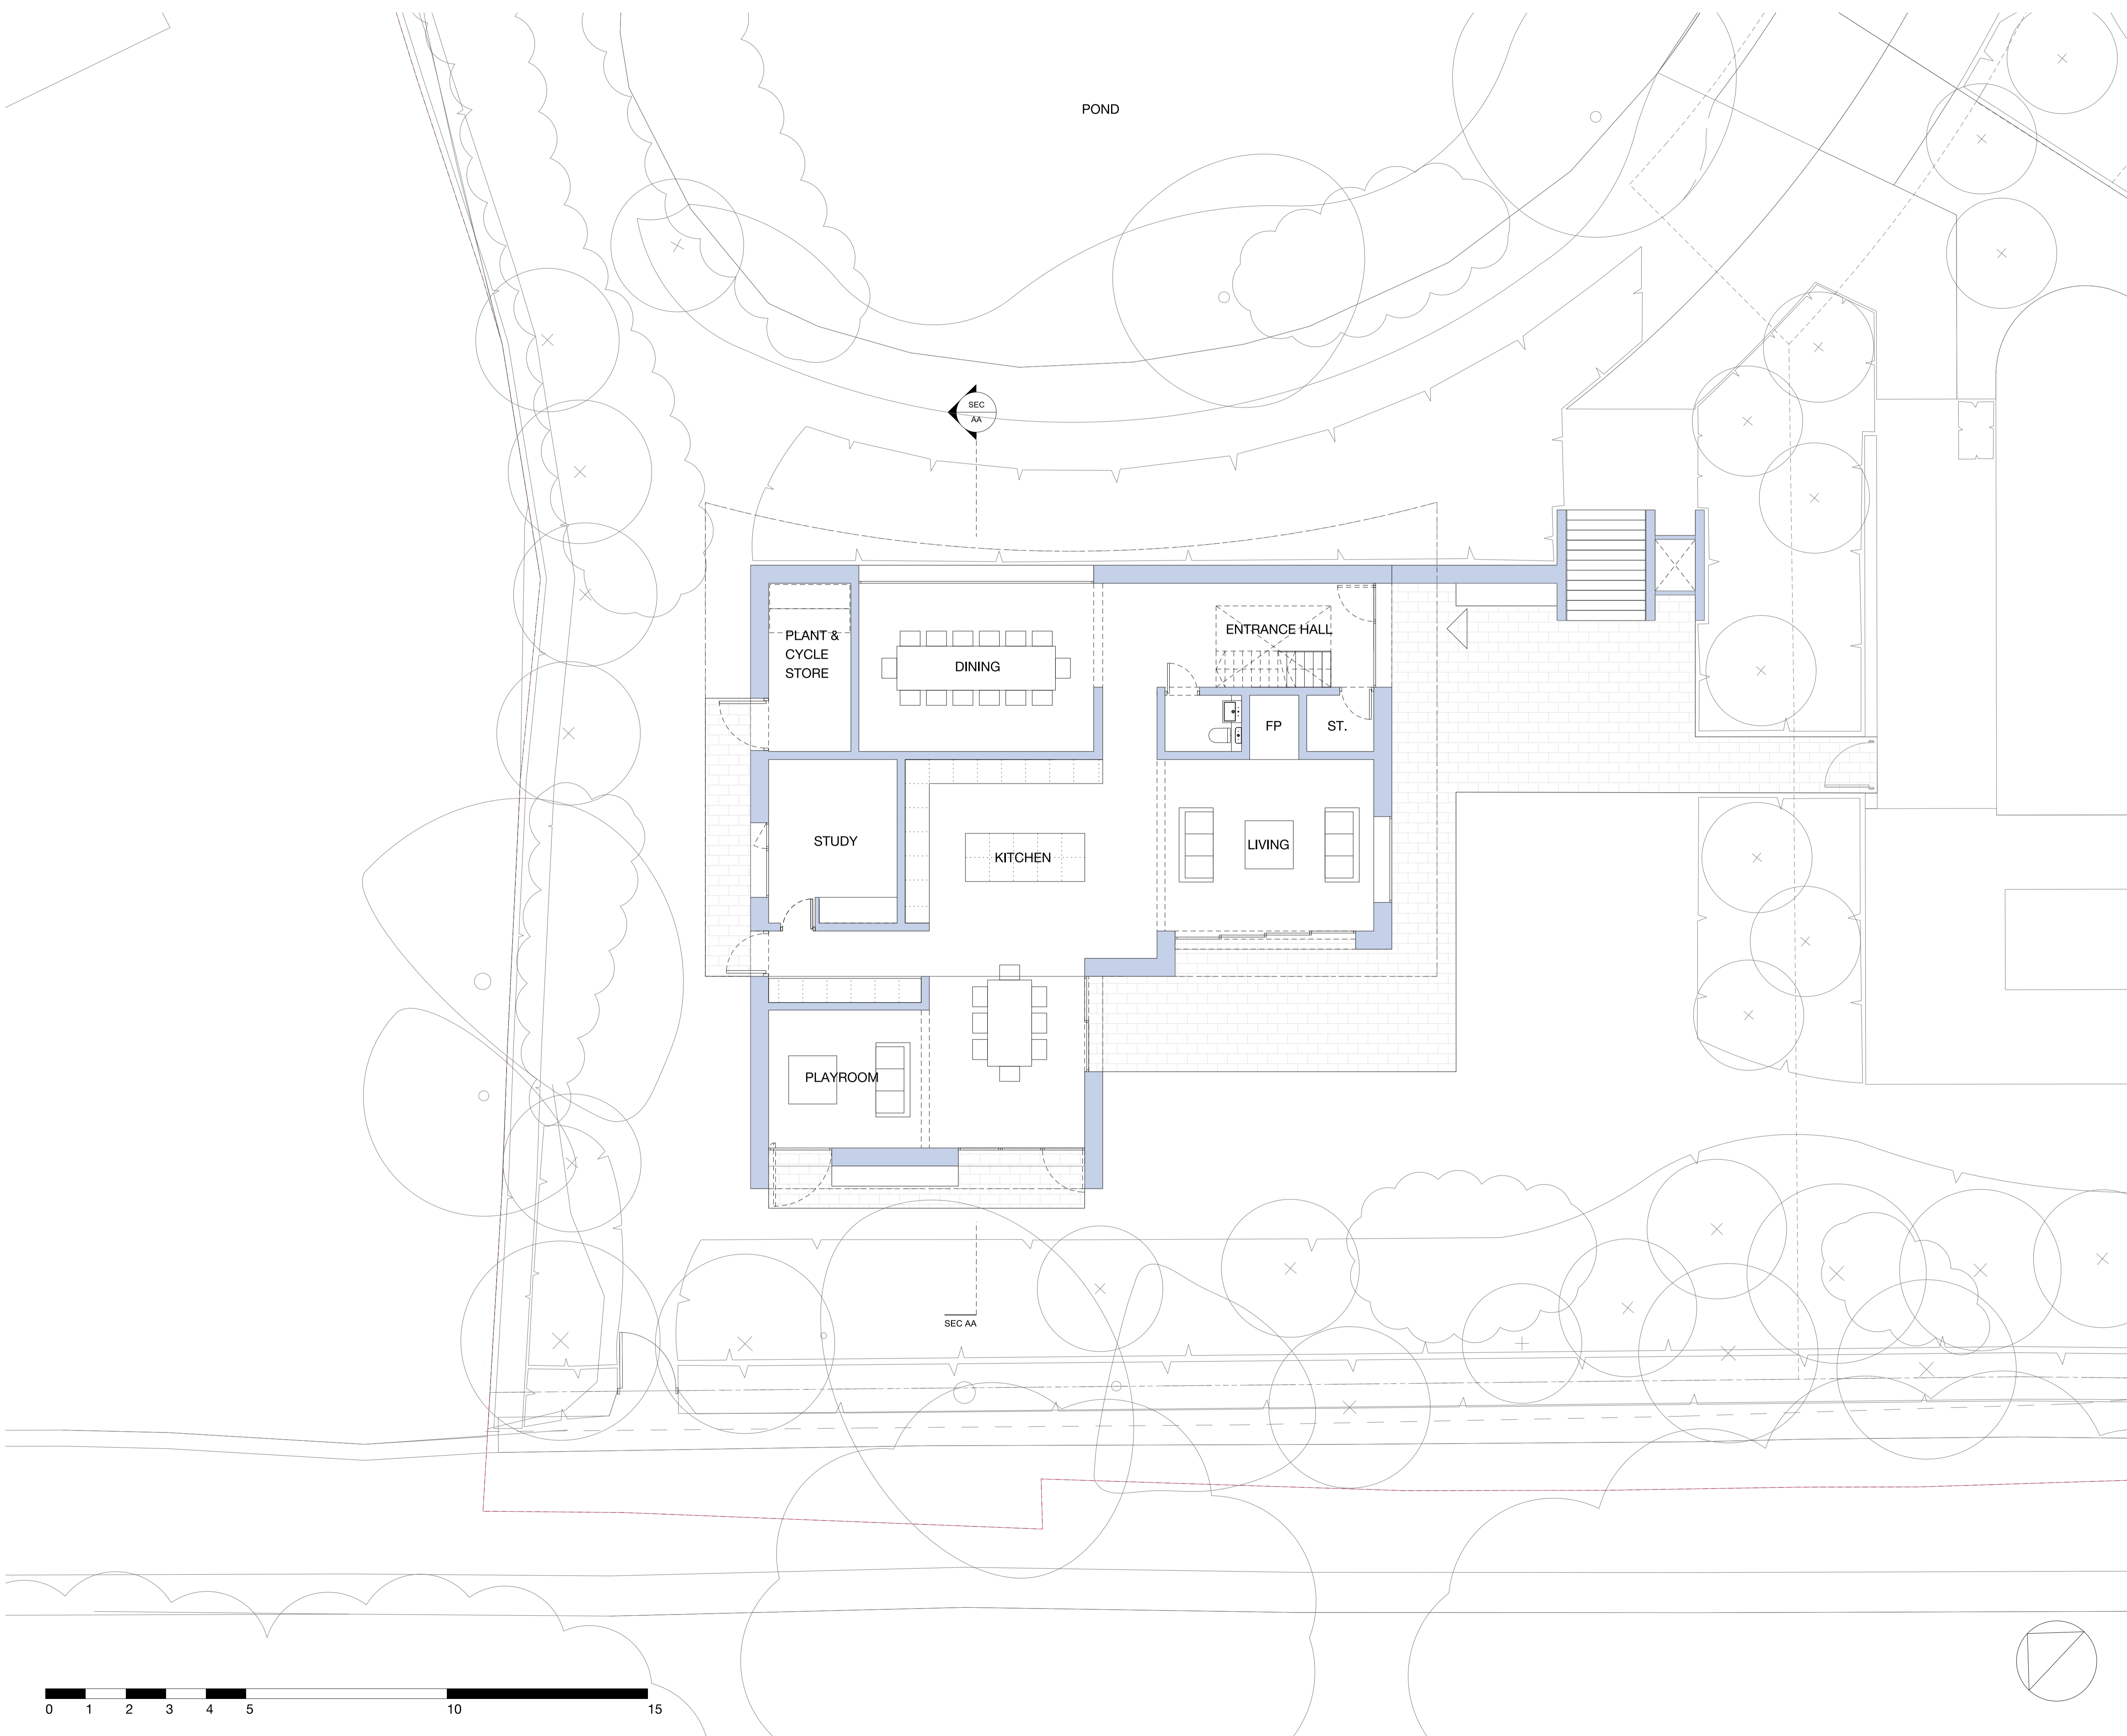 POND
SEC
AA
PLANT &
CYCLE
STORE
DINING
ENTRANCE HALL
FP
ST.
STUDY
KITCHEN
LIVING
PLAYROOM
SEC AA
0 1 2 3 4 5 10 15